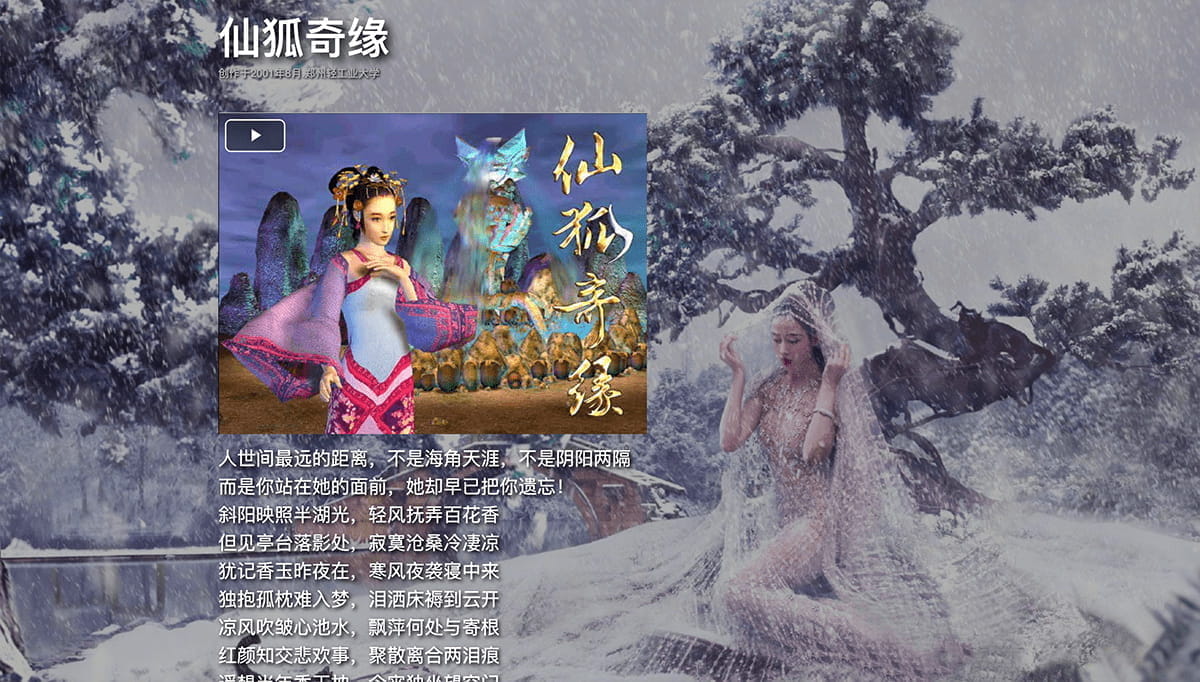 仙狐奇缘
创作于2001年8月.郑州轻工业大学
仙狐奇缘
人世间最远的距离，不是海角天涯，不是阴阳两隔
而是你站在她的面前，她却早已把你遗忘！
斜阳映照半湖光，轻风抚弄百花香
但见亭台落影处，寂寞沧桑冷凄凉
犹记香玉昨夜在，寒风夜袭寝中来
独抱孤枕难入梦，泪洒床褥到云开
凉风吹皱心池水，飘萍何处与寄根
红颜知交悲欢事，聚散离合两泪痕